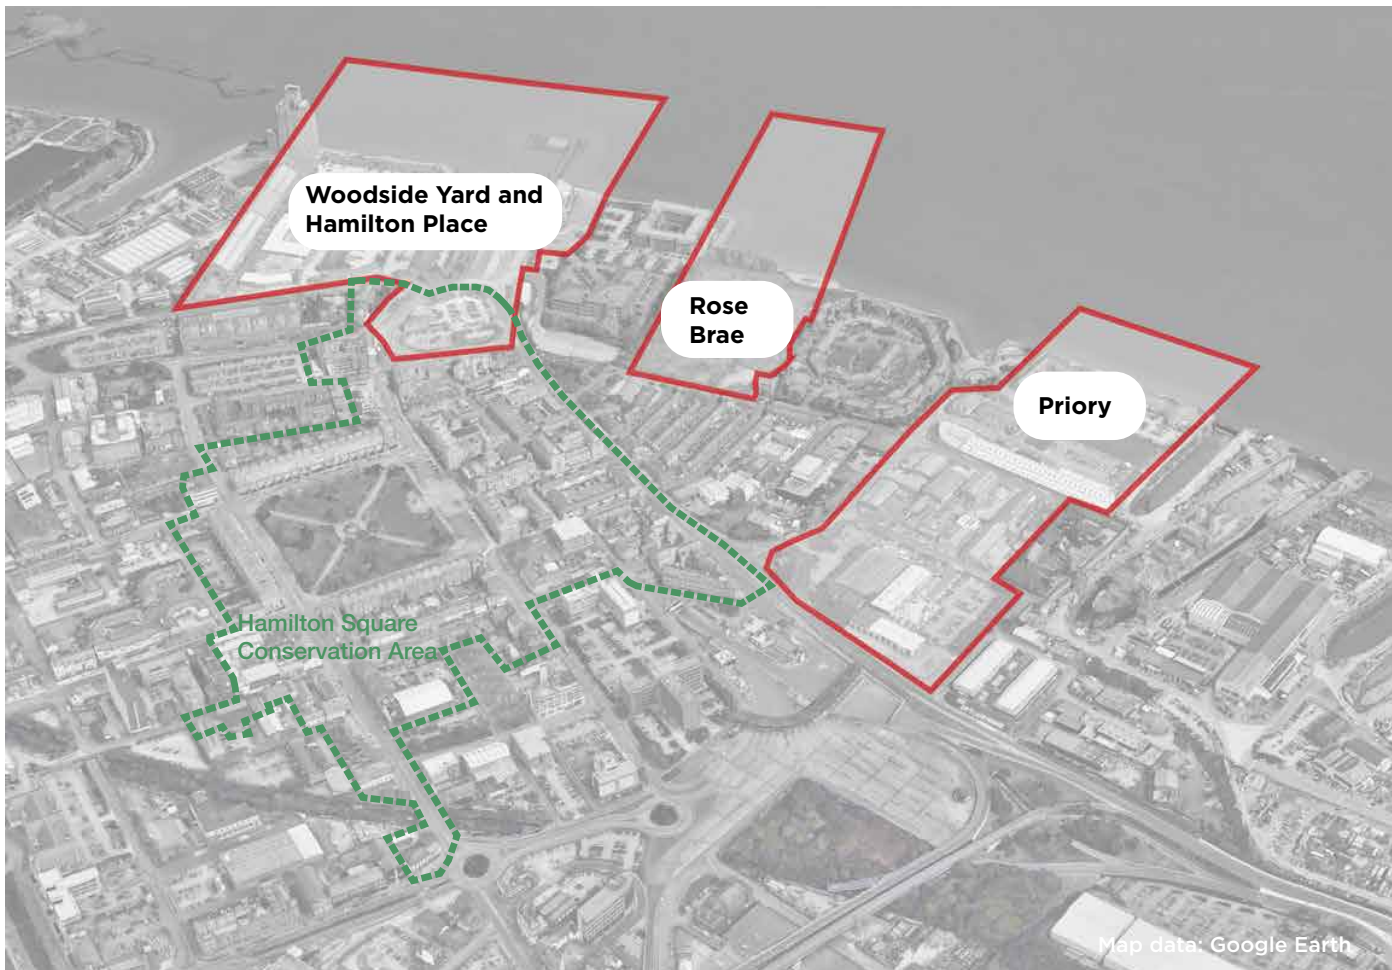 Woodside Yard and
Hamilton Place
Rose
Brae
Priory
Hamilton Square
Conservation Area
Map data: Google Earth